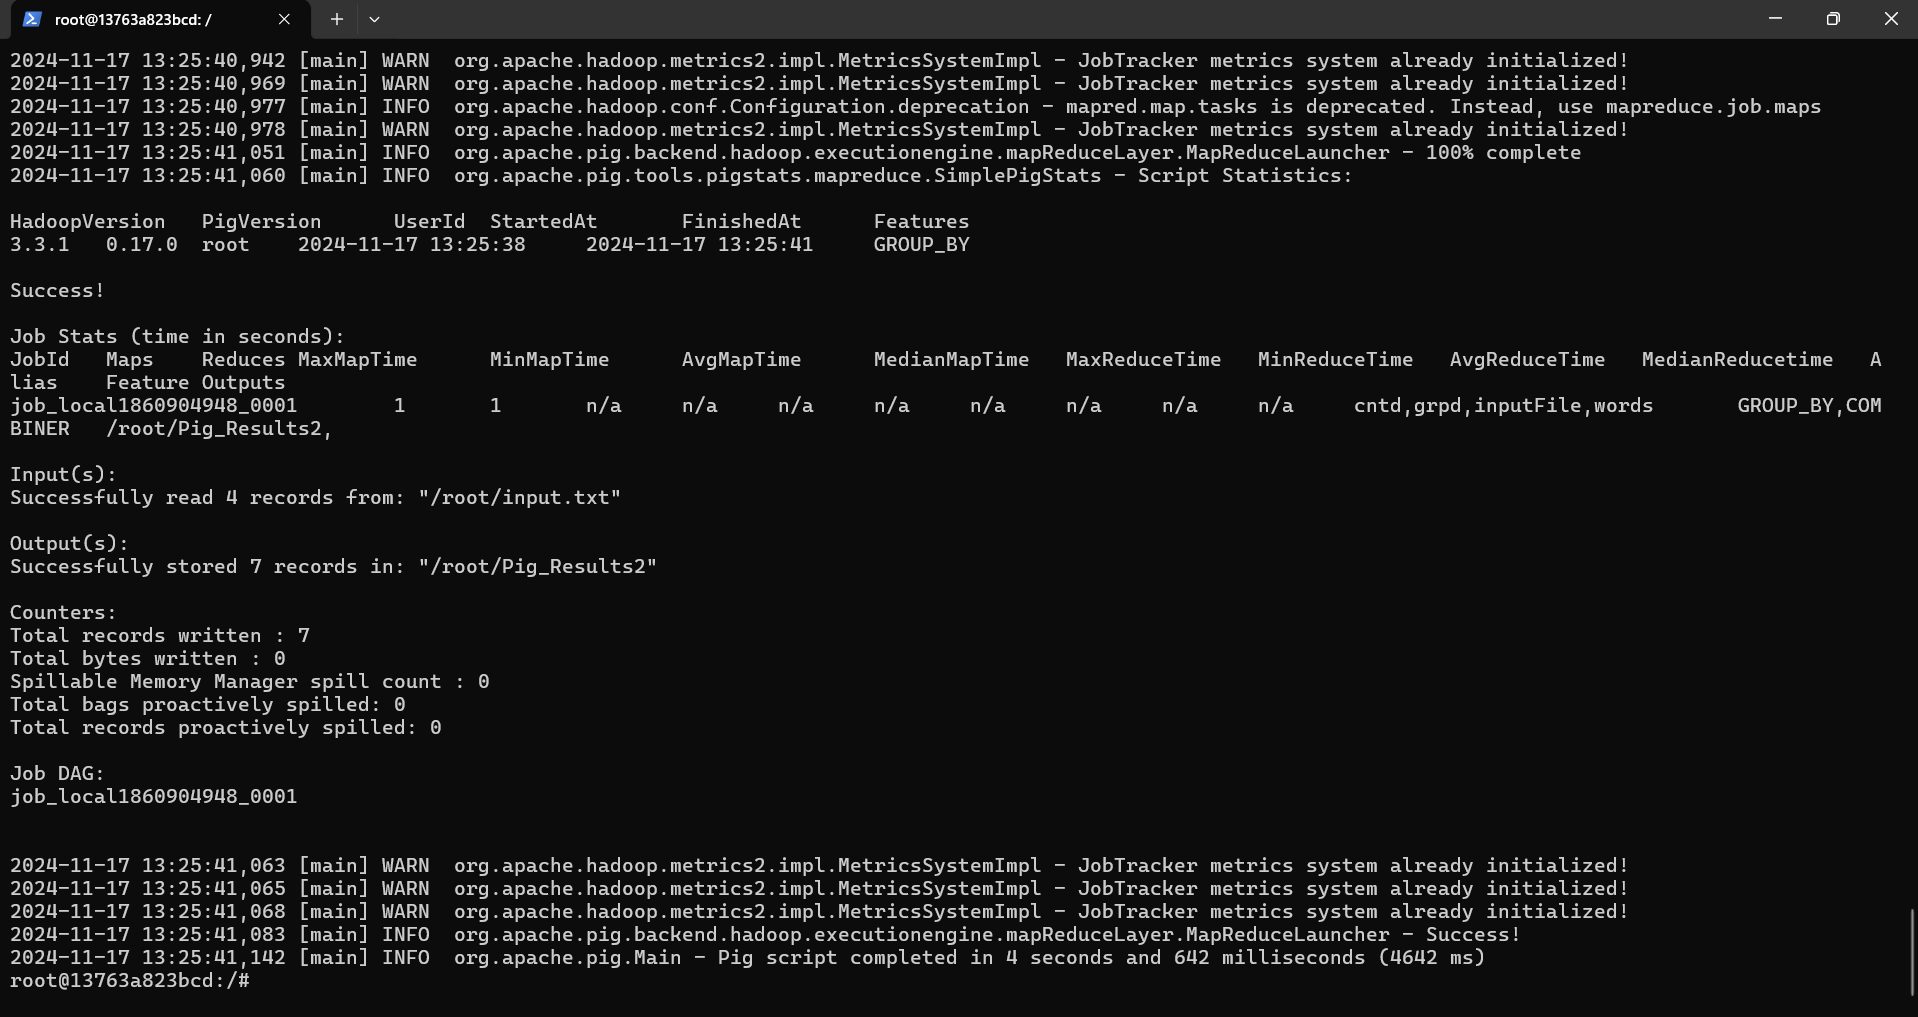 root@13763a823bcd: /
2024-11-17 13:25:40,942 [main] WARN  org.apache.hadoop.metrics2.impl.MetricsSystemImpl - JobTracker metrics system already initialized!
2024-11-17 13:25:40,969 [main] WARN  org.apache.hadoop.metrics2.impl.MetricsSystemImpl - JobTracker metrics system already initialized!
2024-11-17 13:25:40,977 [main] INFO  org.apache.hadoop.conf.Configuration.deprecation - mapred.map.tasks is deprecated. Instead, use mapreduce.job.maps
2024-11-17 13:25:40,978 [main] WARN  org.apache.hadoop.metrics2.impl.MetricsSystemImpl - JobTracker metrics system already initialized!
2024-11-17 13:25:41,051 [main] INFO  org.apache.pig.backend.hadoop.executionengine.mapReduceLayer.MapReduceLauncher - 100% complete
2024-11-17 13:25:41,060 [main] INFO  org.apache.pig.tools.pigstats.mapreduce.SimplePigStats - Script Statistics:
HadoopVersion   PigVersion      UserId  StartedAt       FinishedAt      Features
3.3.1   0.17.0  root    2024-11-17 13:25:38     2024-11-17 13:25:41     GROUP_BY
Success!
Job Stats (time in seconds):
JobId   Maps    Reduces MaxMapTime      MinMapTime      AvgMapTime      MedianMapTime   MaxReduceTime   MinReduceTime   AvgReduceTime   MedianReducetime   A
lias    Feature Outputs
job_local1860904948_0001        1       1       n/a     n/a     n/a     n/a     n/a     n/a     n/a     n/a     cntd,grpd,inputFile,words       GROUP_BY,COM
BINER   /root/Pig_Results2,
Input(s):
Successfully read 4 records from: "/root/input.txt"
Output(s):
Successfully stored 7 records in: "/root/Pig_Results2"
Counters:
Total records written : 7
Total bytes written : 0
Spillable Memory Manager spill count : 0
Total bags proactively spilled: 0
Total records proactively spilled: 0
Job DAG:
job_local1860904948_0001
2024-11-17 13:25:41,063 [main] WARN  org.apache.hadoop.metrics2.impl.MetricsSystemImpl - JobTracker metrics system already initialized!
2024-11-17 13:25:41,065 [main] WARN  org.apache.hadoop.metrics2.impl.MetricsSystemImpl - JobTracker metrics system already initialized!
2024-11-17 13:25:41,068 [main] WARN  org.apache.hadoop.metrics2.impl.MetricsSystemImpl - JobTracker metrics system already initialized!
2024-11-17 13:25:41,083 [main] INFO  org.apache.pig.backend.hadoop.executionengine.mapReduceLayer.MapReduceLauncher - Success!
2024-11-17 13:25:41,142 [main] INFO  org.apache.pig.Main - Pig script completed in 4 seconds and 642 milliseconds (4642 ms)
root@13763a823bcd:/#